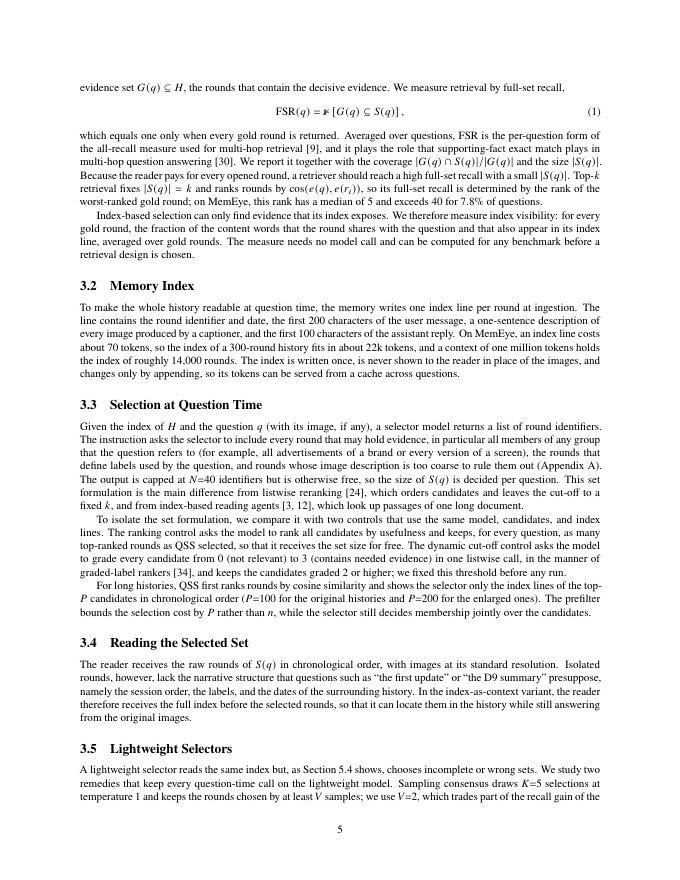 evidence set G(q) ⊆ H, the rounds that contain the decisive evidence. We measure retrieval by full-set recall,
FSR(q) = [G(q) ⊆ S(q)] , (1)
which equals one only when every gold round is returned. Averaged over questions, FSR is the per-question form of
the all-recall measure used for multi-hop retrieval [9], and it plays the role that supporting-fact exact match plays in
multi-hop question answering [30]. We report it together with the coverage |G(q) ∩ S(q)|/|G(q)| and the size |S(q)|.
Because the reader pays for every opened round, a retriever should reach a high full-set recall with a small |S(q)|. Top-k
retrieval fixes |S(q)| = k and ranks rounds by cos(e(q), e(rᵢ)), so its full-set recall is determined by the rank of the
worst-ranked gold round; on MemEye, this rank has a median of 5 and exceeds 40 for 7.8% of questions.
Index-based selection can only find evidence that its index exposes. We therefore measure index visibility: for every
gold round, the fraction of the content words that the round shares with the question and that also appear in its index
line, averaged over gold rounds. The measure needs no model call and can be computed for any benchmark before a
retrieval design is chosen.
3.2 Memory Index
To make the whole history readable at question time, the memory writes one index line per round at ingestion. The
line contains the round identifier and date, the first 200 characters of the user message, a one-sentence description of
every image produced by a captioner, and the first 100 characters of the assistant reply. On MemEye, an index line costs
about 70 tokens, so the index of a 300-round history fits in about 22k tokens, and a context of one million tokens holds
the index of roughly 14,000 rounds. The index is written once, is never shown to the reader in place of the images, and
changes only by appending, so its tokens can be served from a cache across questions.
3.3 Selection at Question Time
Given the index of H and the question q (with its image, if any), a selector model returns a list of round identifiers.
The instruction asks the selector to include every round that may hold evidence, in particular all members of any group
that the question refers to (for example, all advertisements of a brand or every version of a screen), the rounds that
define labels used by the question, and rounds whose image description is too coarse to rule them out (Appendix A).
The output is capped at N=40 identifiers but is otherwise free, so the size of S(q) is decided per question. This set
formulation is the main difference from listwise reranking [24], which orders candidates and leaves the cut-off to a
fixed k, and from index-based reading agents [3, 12], which look up passages of one long document.
To isolate the set formulation, we compare it with two controls that use the same model, candidates, and index
lines. The ranking control asks the model to rank all candidates by usefulness and keeps, for every question, as many
top-ranked rounds as QSS selected, so that it receives the set size for free. The dynamic cut-off control asks the model
to grade every candidate from 0 (not relevant) to 3 (contains needed evidence) in one listwise call, in the manner of
graded-label rankers [34], and keeps the candidates graded 2 or higher; we fixed this threshold before any run.
For long histories, QSS first ranks rounds by cosine similarity and shows the selector only the index lines of the top-
P candidates in chronological order (P=100 for the original histories and P=200 for the enlarged ones). The prefilter
bounds the selection cost by P rather than n, while the selector still decides membership jointly over the candidates.
3.4 Reading the Selected Set
The reader receives the raw rounds of S(q) in chronological order, with images at its standard resolution. Isolated
rounds, however, lack the narrative structure that questions such as “the first update” or “the D9 summary” presuppose,
namely the session order, the labels, and the dates of the surrounding history. In the index-as-context variant, the reader
therefore receives the full index before the selected rounds, so that it can locate them in the history while still answering
from the original images.
3.5 Lightweight Selectors
A lightweight selector reads the same index but, as Section 5.4 shows, chooses incomplete or wrong sets. We study two
remedies that keep every question-time call on the lightweight model. Sampling consensus draws K=5 selections at
temperature 1 and keeps the rounds chosen by at least V samples; we use V=2, which trades part of the recall gain of the
5